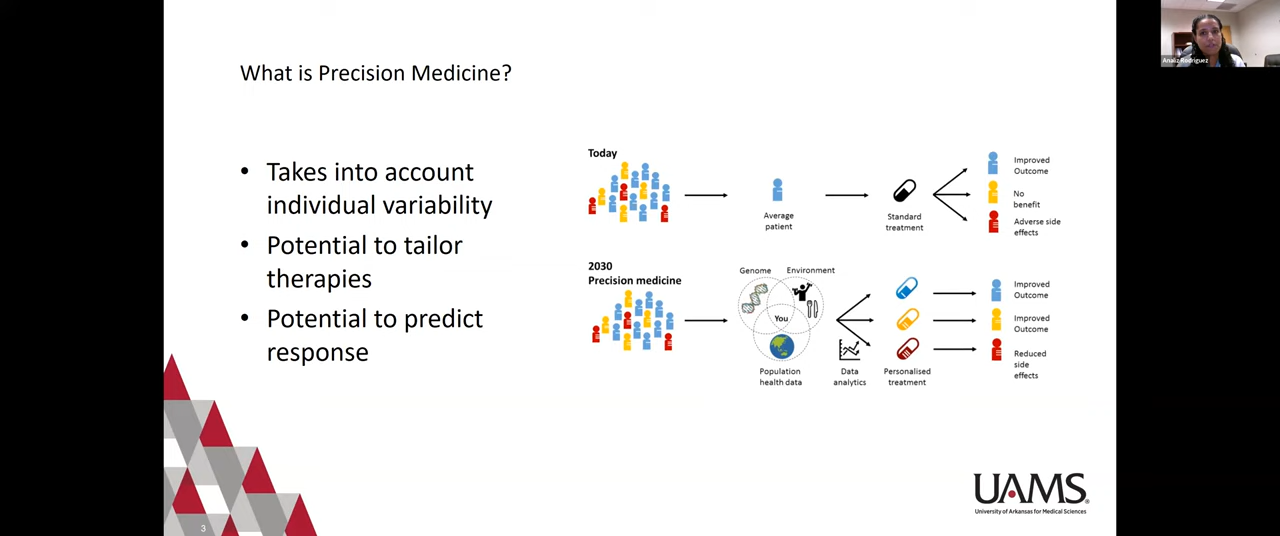 What is Precision Medicine?
• Takes into account
individual variability
• Potential to tailor
therapies
• Potential to predict
response
Today
Average
patient
Standard
treatment
Improved
Outcome
No
benefit
Adverse side
effects
2030
Precision medicine
Genome
Environment
You
Population
health data
Data
analytics
Personalised
treatment
Improved
Outcome
Improved
Outcome
Reduced
side
effects
3
UAMS®
University of Arkansas for Medical Sciences
Analiz Rodriguez